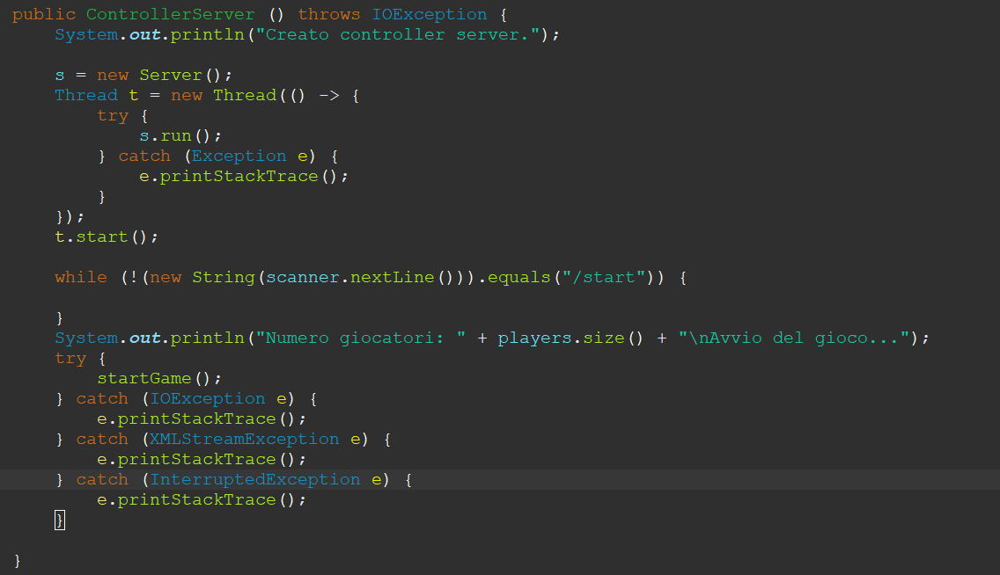 public ControllerServer () throws IOException {
    System.out.println("Creato controller server.");

    s = new Server();
    Thread t = new Thread(() -> {
        try {
            s.run();
        } catch (Exception e) {
            e.printStackTrace();
        }
    });
    t.start();

    while (!(new String(scanner.nextLine())).equals("/start")) {

    }
    System.out.println("Numero giocatori: " + players.size() + "\nAvvio del gioco...");
    try {
        startGame();
    } catch (IOException e) {
        e.printStackTrace();
    } catch (XMLStreamException e) {
        e.printStackTrace();
    } catch (InterruptedException e) {
        e.printStackTrace();
    }

}